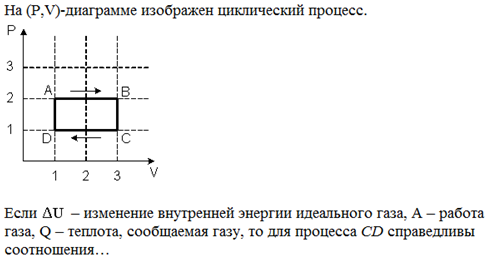 На (P,V)-диаграмме изображен циклический процесс.
P
3
A
B
2
1
D
C
1
2
3
V
Если ΔU – изменение внутренней энергии идеального газа, А – работа
газа, Q – теплота, сообщаемая газу, то для процесса CD справедливы
соотношения…